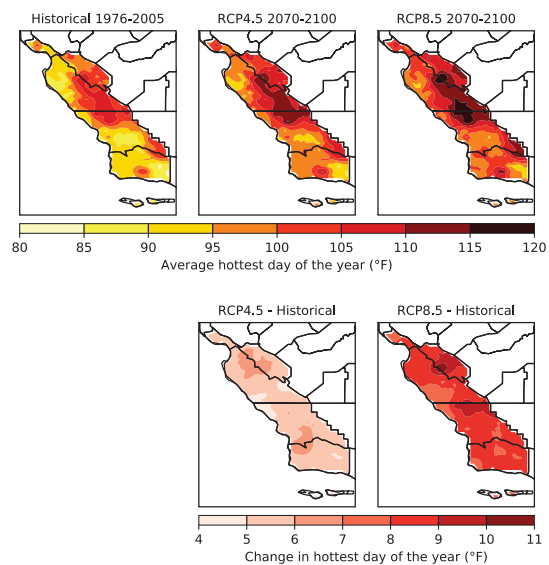 Historical 1976-2005 RCP4.5 2070-2100 RCP8.5 2070-2100
80 85 90 95 100 105 110 115 120
Average hottest day of the year (°F)
RCP4.5 - Historical RCP8.5 - Historical
4 5 6 7 8 9 10 11
Change in hottest day of the year (°F)